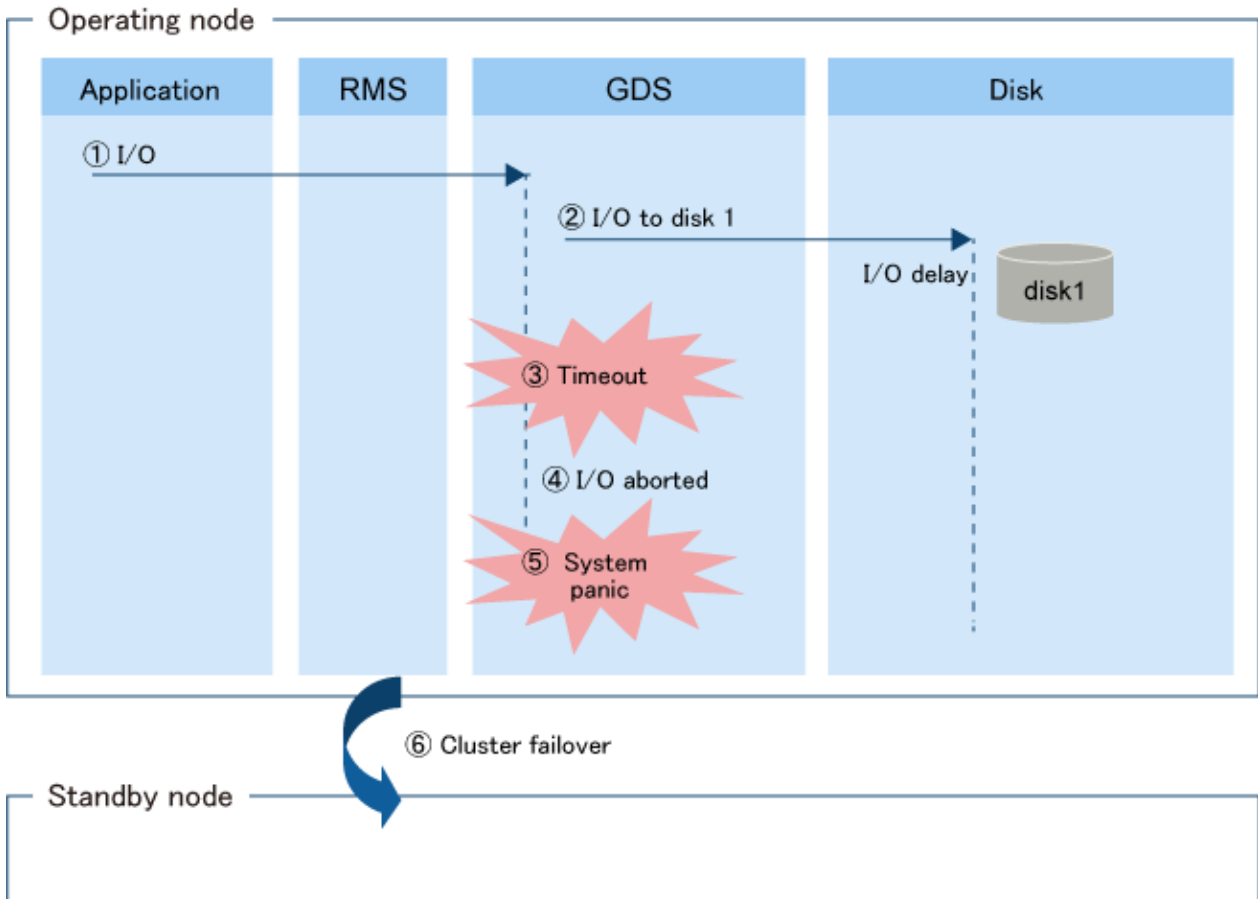 Operating node
Application
RMS
GDS
Disk
① I/O
② I/O to disk 1
I/O delay
disk1
③ Timeout
④ I/O aborted
⑤ System
panic
⑥ Cluster failover
Standby node